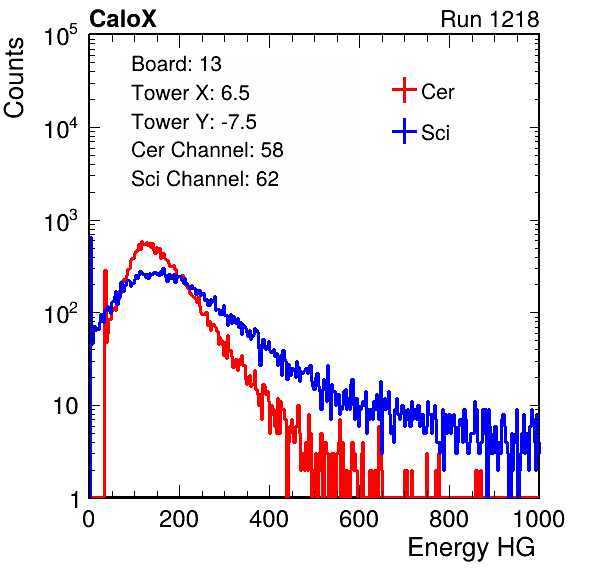 CaloX Run 1218
Counts
Board: 13
Tower X: 6.5
Tower Y: -7.5
Cer Channel: 58
Sci Channel: 62
Cer
Sci
10^5
10^4
10^3
10^2
10
1
0 200 400 600 800 1000
Energy HG